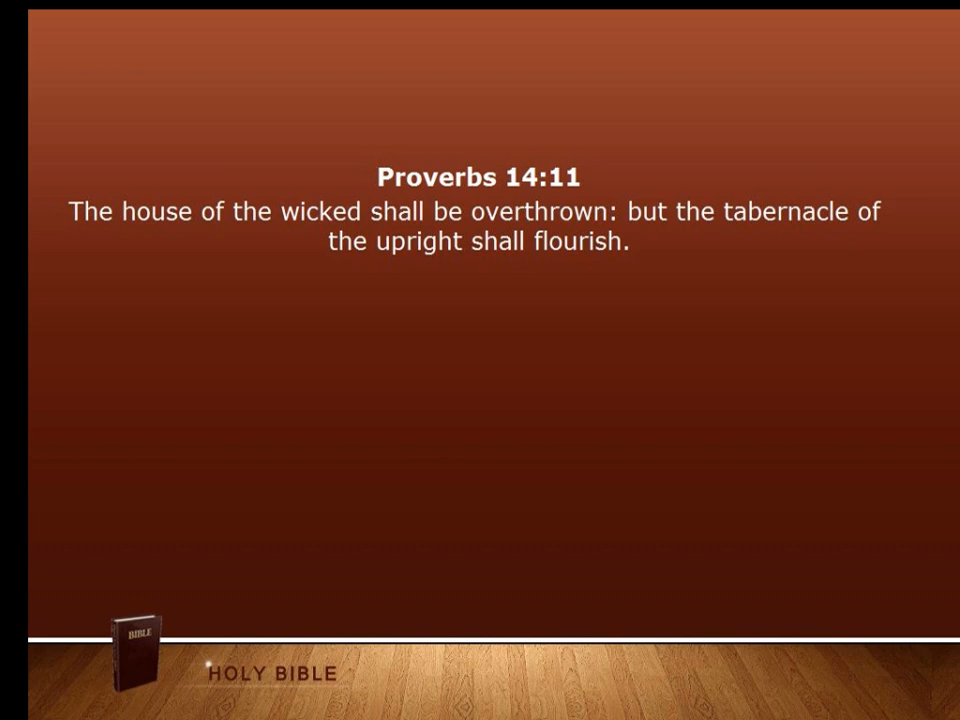 Proverbs 14:11
The house of the wicked shall be overthrown: but the tabernacle of
the upright shall flourish.
BIBLE
HOLY BIBLE